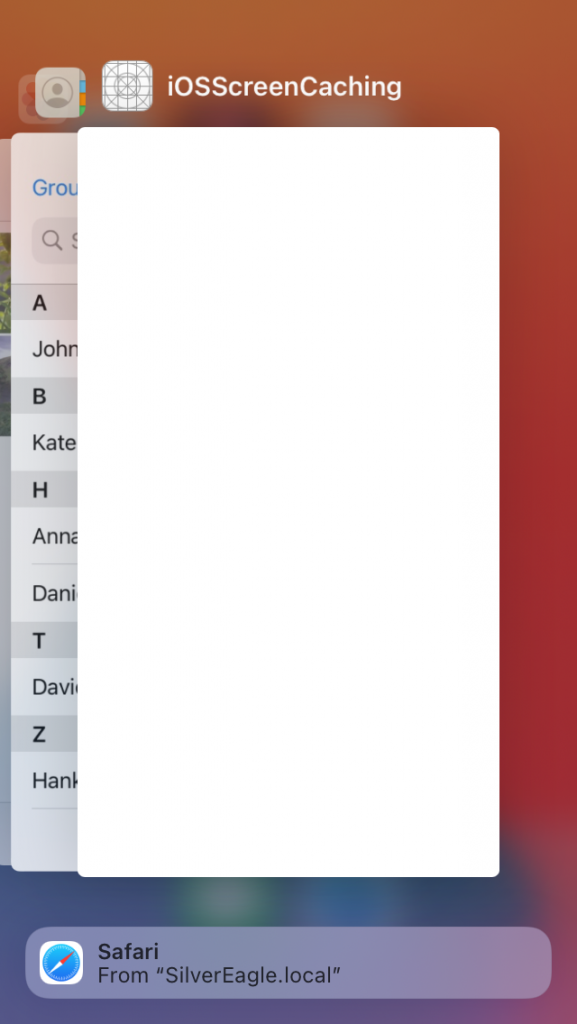 iOSScreenCaching
Grou
S
A
John
B
Kate
H
Anna
Dani
T
Davi
Z
Hank
Safari
From “SilverEagle.local”